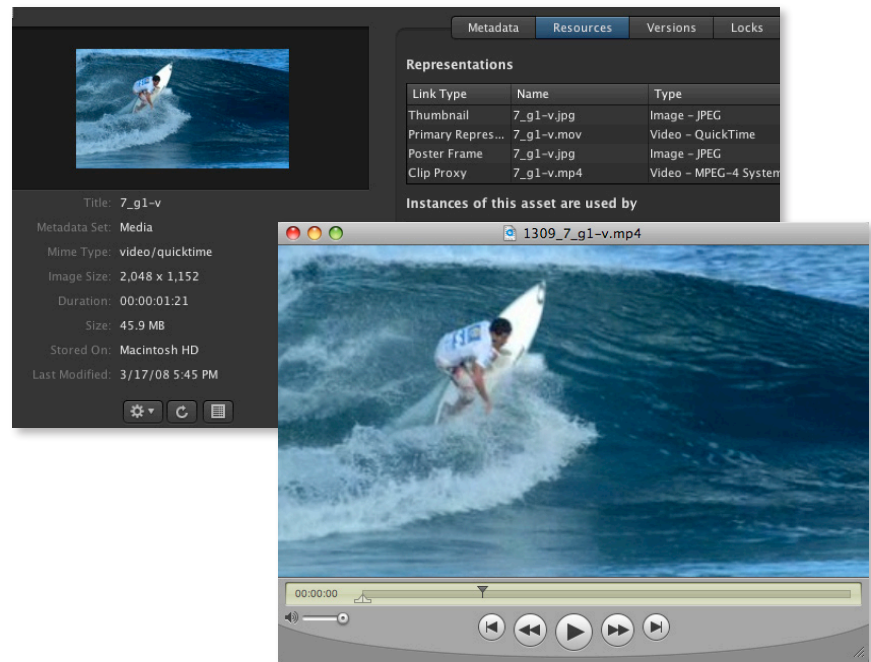 Metadata Resources Versions Locks
Representations
Link Type Name Type
Thumbnail 7_g1-v.jpg Image – JPEG
Primary Repres... 7_g1-v.mov Video – QuickTime
Poster Frame 7_g1-v.jpg Image – JPEG
Clip Proxy 7_g1-v.mp4 Video – MPEG-4 System
Instances of this asset are used by
Title: 7_g1-v
Metadata Set: Media
Mime Type: video/quicktime
Image Size: 2,048 x 1,152
Duration: 00:00:01:21
Size: 45.9 MB
Stored On: Macintosh HD
Last Modified: 3/17/08 5:45 PM
1309_7_g1-v.mp4
00:00:00